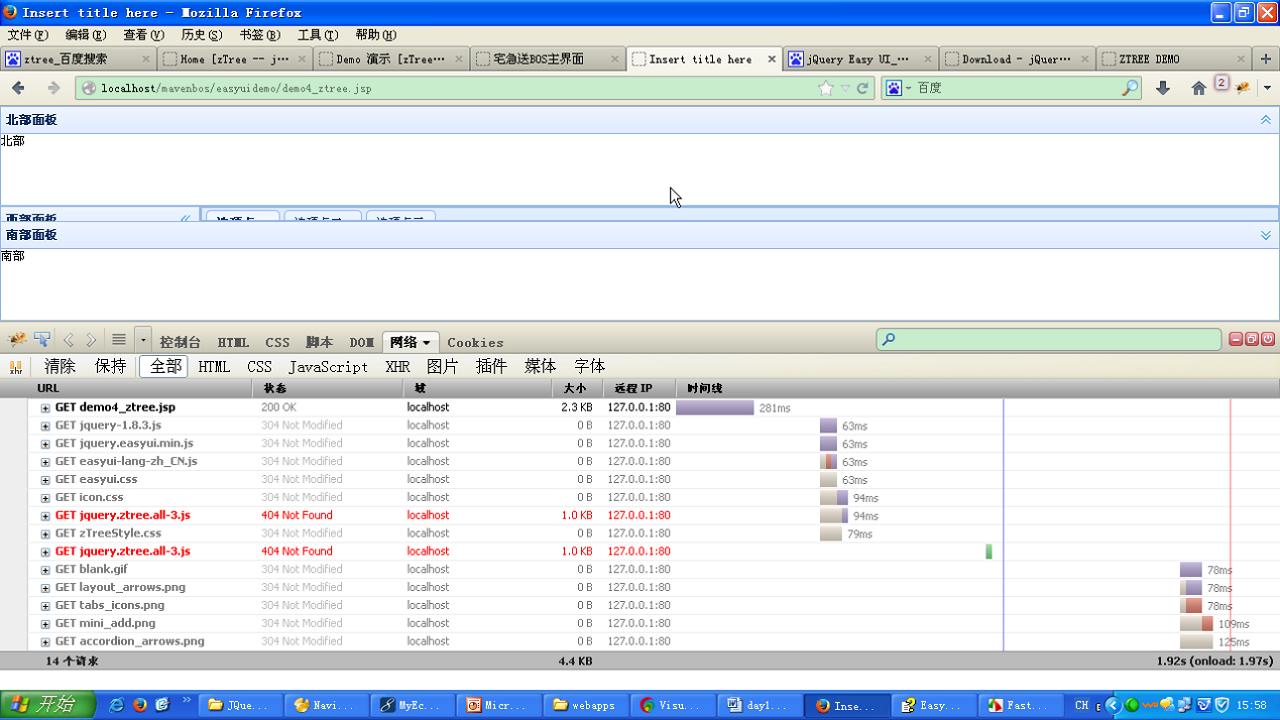 Insert title here - Mozilla Firefox
文件(F) 编辑(E) 查看(V) 历史(S) 书签(B) 工具(T) 帮助(H)
ztree_百度搜索 Home [zTree -- j... Demo 演示 [zTree... 宅急送BOS主界面 Insert title here jQuery Easy UI_... Download - jQuer... ZTREE DEMO
localhost/mavenbos/easyuidemo/demo4_ztree.jsp 百度 2
北部面板
北部
西部面板
南部面板
南部
控制台 HTML CSS 脚本 DOM 网络 Cookies
清除 保持 全部 HTML CSS JavaScript XHR 图片 插件 媒体 字体
URL 状态 域 大小 远程 IP 时间线
GET demo4_ztree.jsp 200 OK localhost 2.3 KB 127.0.0.1:80 281ms
GET jquery-1.8.3.js 304 Not Modified localhost 0 B 127.0.0.1:80 63ms
GET jquery.easyui.min.js 304 Not Modified localhost 0 B 127.0.0.1:80 63ms
GET easyui-lang-zh_CN.js 304 Not Modified localhost 0 B 127.0.0.1:80 63ms
GET easyui.css 304 Not Modified localhost 0 B 127.0.0.1:80 63ms
GET icon.css 304 Not Modified localhost 0 B 127.0.0.1:80 94ms
GET jquery.ztree.all-3.js 404 Not Found localhost 1.0 KB 127.0.0.1:80 94ms
GET zTreeStyle.css 304 Not Modified localhost 0 B 127.0.0.1:80 79ms
GET jquery.ztree.all-3.js 404 Not Found localhost 1.0 KB 127.0.0.1:80
GET blank.gif 304 Not Modified localhost 0 B 127.0.0.1:80 78ms
GET layout_arrows.png 304 Not Modified localhost 0 B 127.0.0.1:80 78ms
GET tabs_icons.png 304 Not Modified localhost 0 B 127.0.0.1:80 78ms
GET mini_add.png 304 Not Modified localhost 0 B 127.0.0.1:80 109ms
GET accordion_arrows.png 304 Not Modified localhost 0 B 127.0.0.1:80 125ms
14 个请求 4.4 KB 1.92s (onload: 1.97s)
开始 JQue... Navi... MyEc... Micr... webapps Visu... day1... Inse... Easy... Fast... CH 15:58